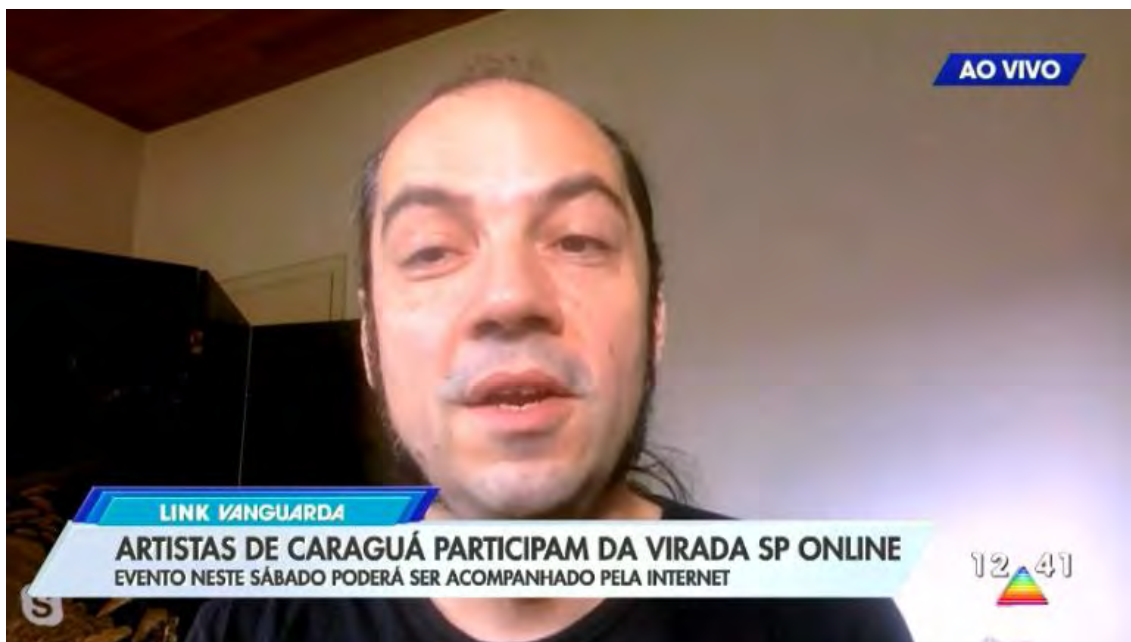 AO VIVO
LINK VANGUARDA
ARTISTAS DE CARAGUÁ PARTICIPAM DA VIRADA SP ONLINE
EVENTO NESTE SÁBADO PODERÁ SER ACOMPANHADO PELA INTERNET
12 41
S